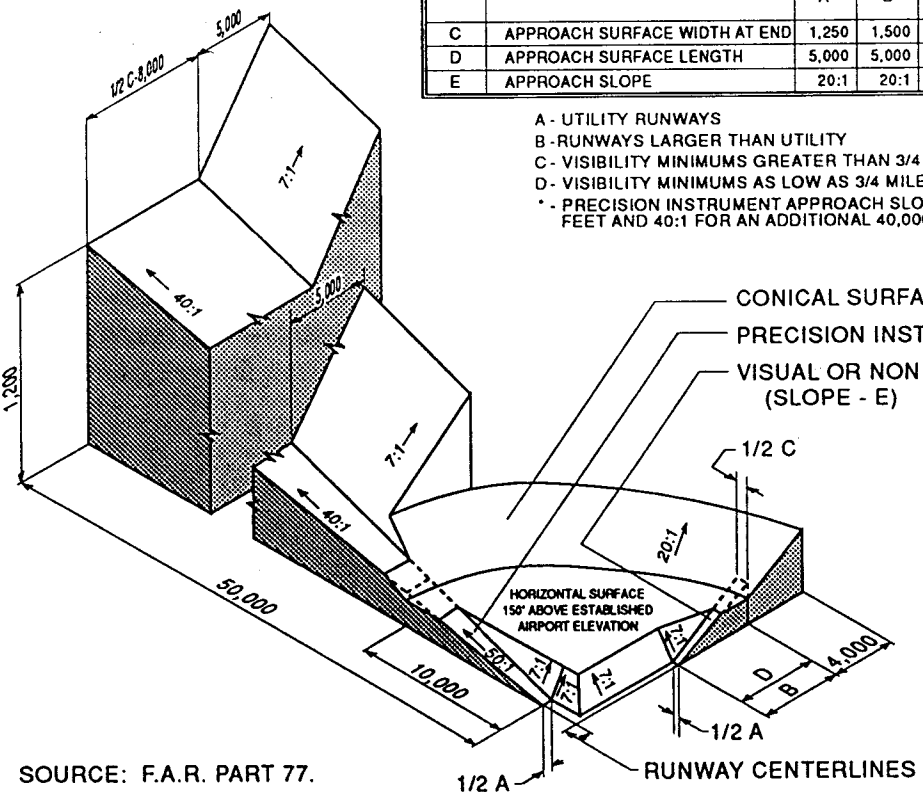 C APPROACH SURFACE WIDTH AT END 1,250 1,500
D APPROACH SURFACE LENGTH 5,000 5,000
E APPROACH SLOPE 20:1 20:1
A - UTILITY RUNWAYS
B - RUNWAYS LARGER THAN UTILITY
C - VISIBILITY MINIMUMS GREATER THAN 3/4
D - VISIBILITY MINIMUMS AS LOW AS 3/4 MILE
* - PRECISION INSTRUMENT APPROACH SLO
FEET AND 40:1 FOR AN ADDITIONAL 40,000
5,000
1/2 C-8,000
7:1
40:1
5,000
1,200
CONICAL SURFA
PRECISION INST
VISUAL OR NON
(SLOPE - E)
1/2 C
7:1
40:1
20:1
HORIZONTAL SURFACE
150' ABOVE ESTABLISHED
AIRPORT ELEVATION
50:1
7:1
7:1
7:1
7:1
50,000
10,000
4,000
D
B
1/2 A
1/2 A
RUNWAY CENTERLINES
SOURCE: F.A.R. PART 77.